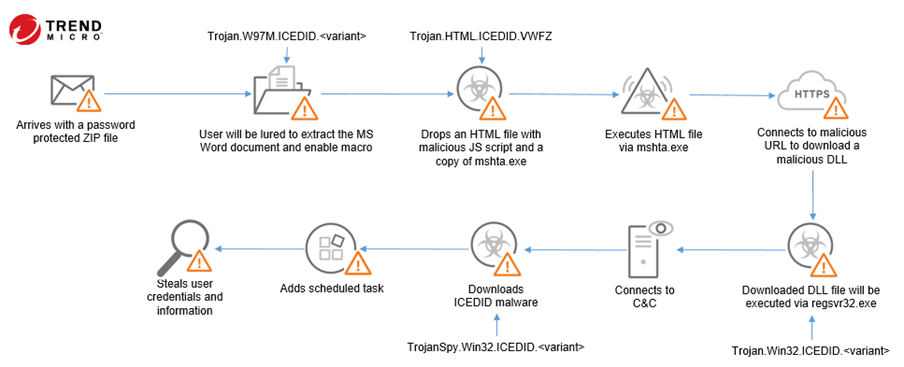 TREND
MICRO
Trojan.W97M.ICEDID.<variant>
Trojan.HTML.ICEDID.VWFZ
HTTPS
Arrives with a password
protected ZIP file
User will be lured to extract the MS
Word document and enable macro
Drops an HTML file with
malicious JS script and a
copy of mshta.exe
Executes HTML file
via mshta.exe
Connects to malicious
URL to download a
malicious DLL
Steals user
credentials and
information
Adds scheduled task
Downloads
ICEDID malware
Connects to
C&C
Downloaded DLL file will be
executed via regsvr32.exe
TrojanSpy.Win32.ICEDID.<variant>
Trojan.Win32.ICEDID.<variant>